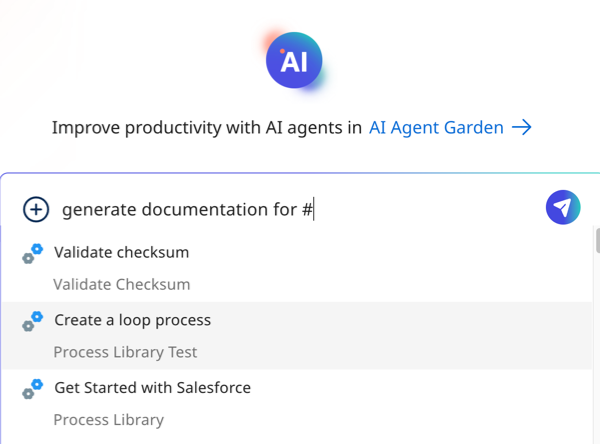 AI
Improve productivity with AI agents in AI Agent Garden →
generate documentation for #
Validate checksum
Validate Checksum
Create a loop process
Process Library Test
Get Started with Salesforce
Process Library